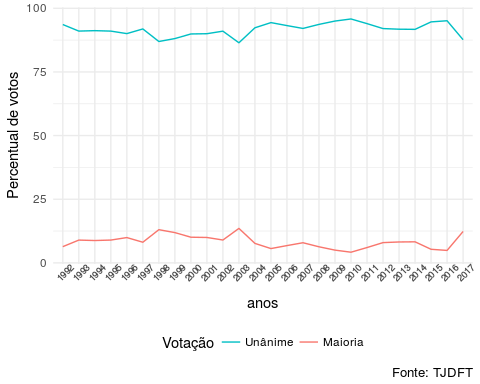 100
75
50
25
0
Percentual de votos
1992 1993 1994 1995 1996 1997 1998 1999 2000 2001 2002 2003 2004 2005 2006 2007 2008 2009 2010 2011 2012 2013 2014 2015 2016 2017
anos
Votação Unânime Maioria
Fonte: TJDFT